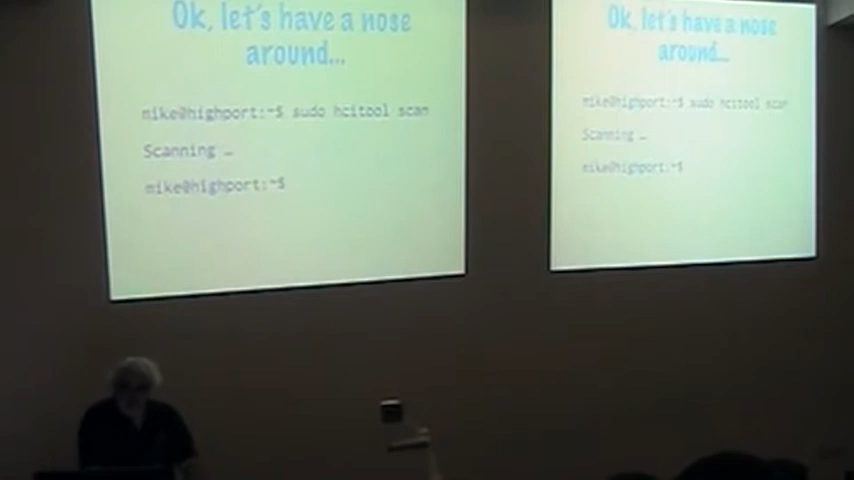 Ok, let's have a nose
around...
mike@highport:~$ sudo hcitool scan
Scanning …
mike@highport:~$
Ok, let's have a nose
around...
mike@highport:~$ sudo hcitool scan
Scanning …
mike@highport:~$